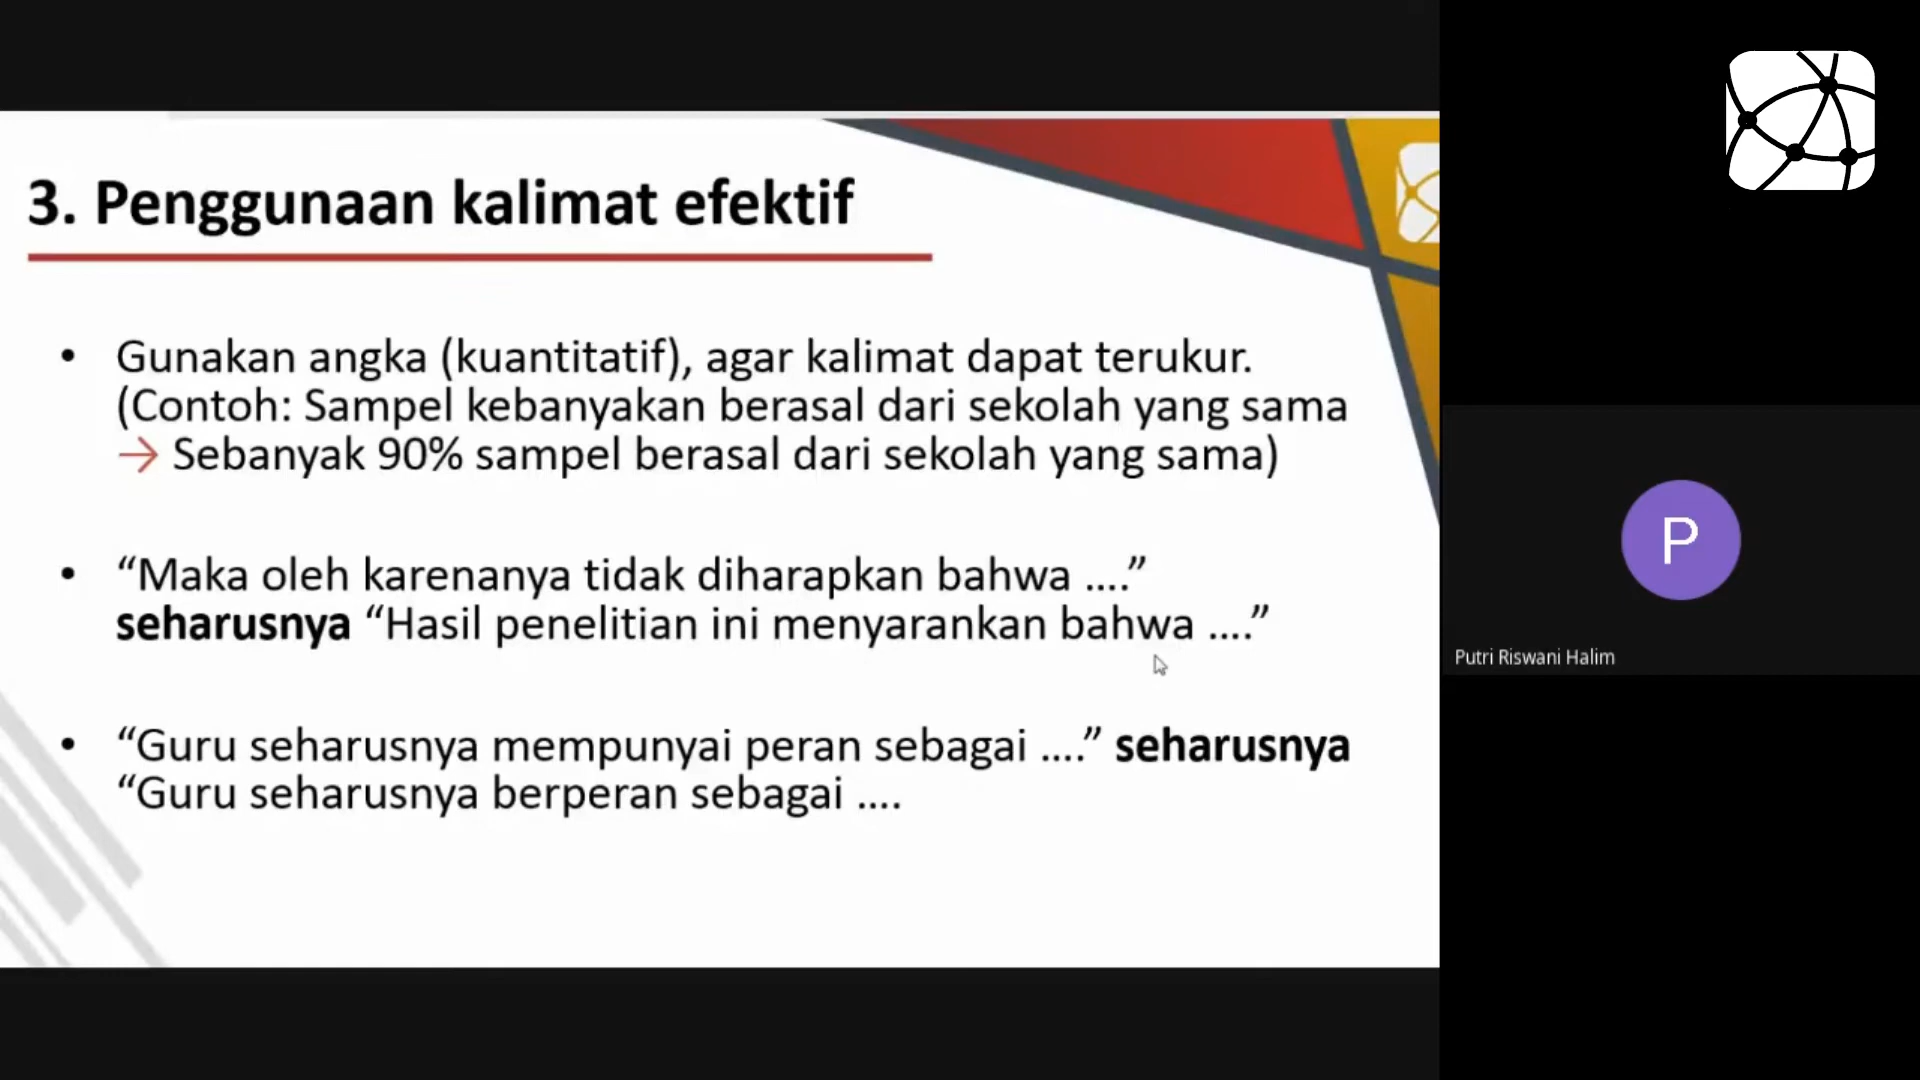 3. Penggunaan kalimat efektif
• Gunakan angka (kuantitatif), agar kalimat dapat terukur.
(Contoh: Sampel kebanyakan berasal dari sekolah yang sama
→ Sebanyak 90% sampel berasal dari sekolah yang sama)
• “Maka oleh karenanya tidak diharapkan bahwa ....”
seharusnya “Hasil penelitian ini menyarankan bahwa ....”
• “Guru seharusnya mempunyai peran sebagai ....” seharusnya
“Guru seharusnya berperan sebagai ....
P
Putri Riswani Halim